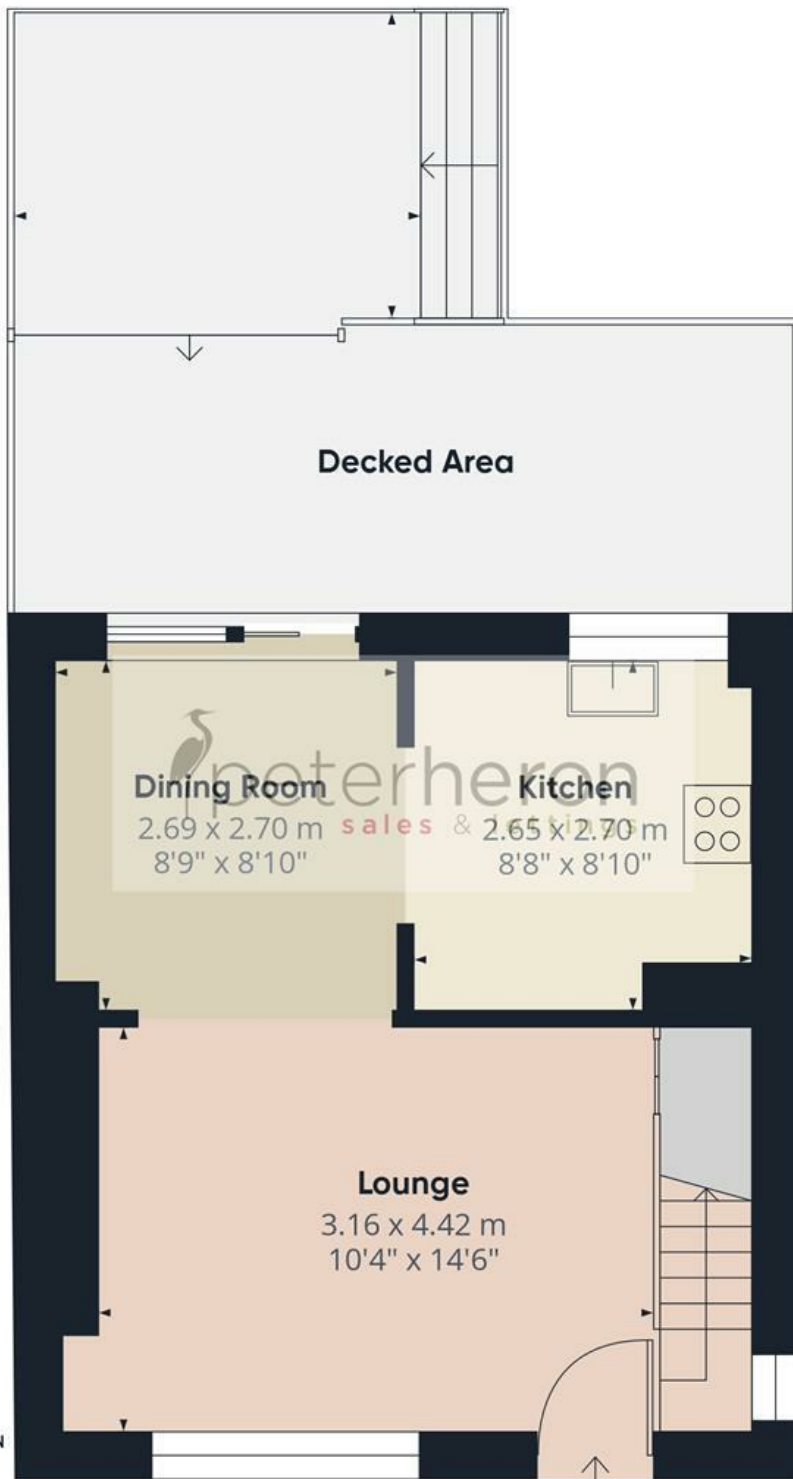 Decked Area
peterheron
sales & lettings
Dining Room
2.69 x 2.70 m
8'9" x 8'10"
Kitchen
2.65 x 2.70 m
8'8" x 8'10"
Lounge
3.16 x 4.42 m
10'4" x 14'6"
N